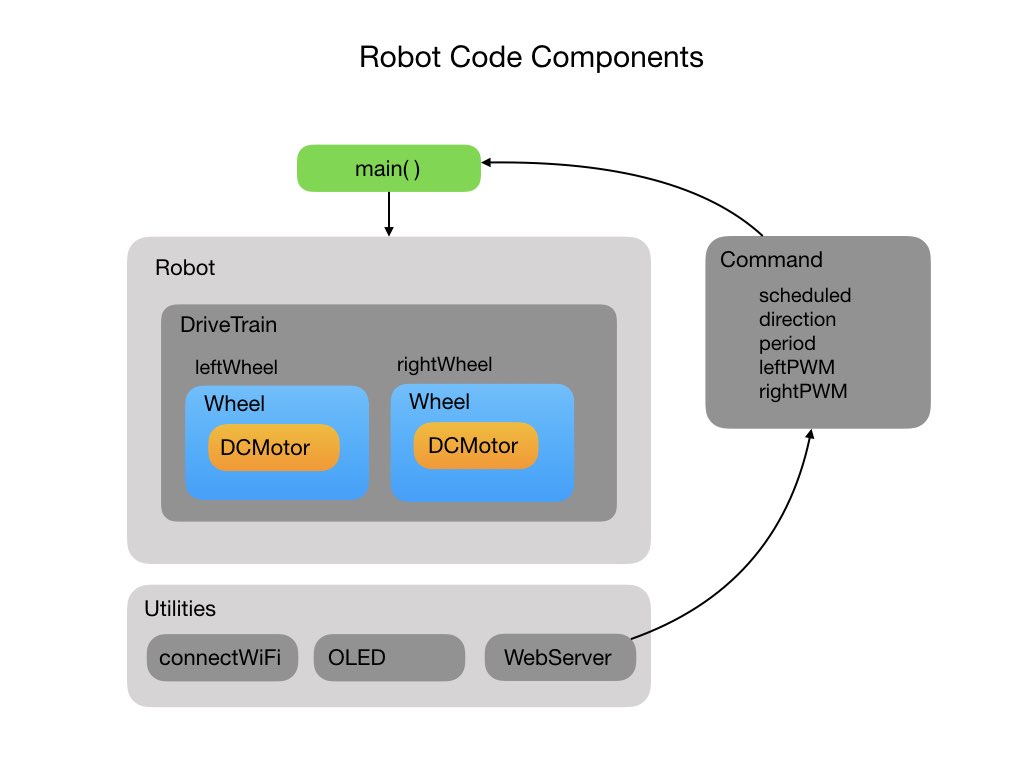 Robot Code Components
main( )
Robot
DriveTrain
leftWheel
Wheel
DCMotor
rightWheel
Wheel
DCMotor
Command
scheduled
direction
period
leftPWM
rightPWM
Utilities
connectWiFi
OLED
WebServer